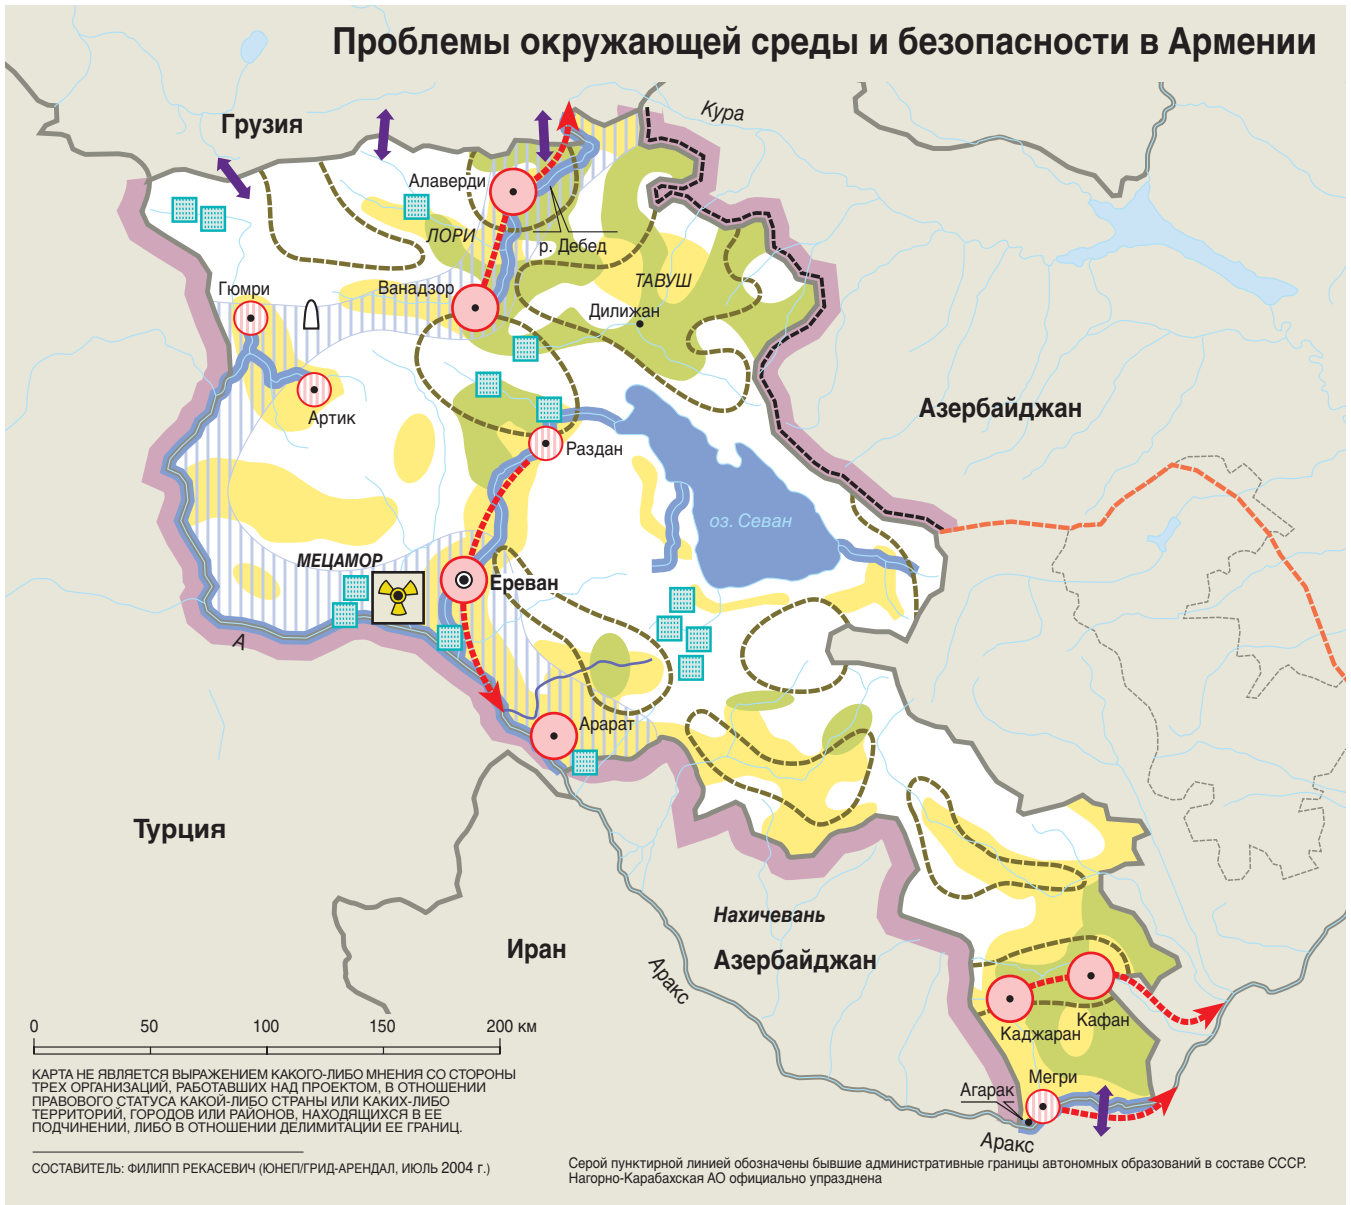 Проблемы окружающей среды и безопасности в Армении
Грузия
Кура
Алаверди
ЛОРИ
р. Дебед
Гюмри
Ванадзор
ТАВУШ
Дилижан
Азербайджан
Артик
Раздан
оз. Севан
МЕЦАМОР
Ереван
А
Арарат
Турция
Нахичевань
Иран
Азербайджан
Аракс
Каджаран
Кафан
Мегри
Агарак
Аракс
0 50 100 150 200 км
КАРТА НЕ ЯВЛЯЕТСЯ ВЫРАЖЕНИЕМ КАКОГО-ЛИБО МНЕНИЯ СО СТОРОНЫ
ТРЕХ ОРГАНИЗАЦИЙ, РАБОТАВШИХ НАД ПРОЕКТОМ, В ОТНОШЕНИИ
ПРАВОВОГО СТАТУСА КАКОЙ-ЛИБО СТРАНЫ ИЛИ КАКИХ-ЛИБО
ТЕРРИТОРИЙ, ГОРОДОВ ИЛИ РАЙОНОВ, НАХОДЯЩИХСЯ В ЕЕ
ПОДЧИНЕНИИ, ЛИБО В ОТНОШЕНИИ ДЕЛИМИТАЦИИ ЕЕ ГРАНИЦ.
СОСТАВИТЕЛЬ: ФИЛИПП РЕКАСЕВИЧ (ЮНЕП/ГРИД-АРЕНДАЛ, ИЮЛЬ 2004 г.)
Серой пунктирной линией обозначены бывшие административные границы автономных образований в составе СССР.
Нагорно-Карабахская АО официально упразднена